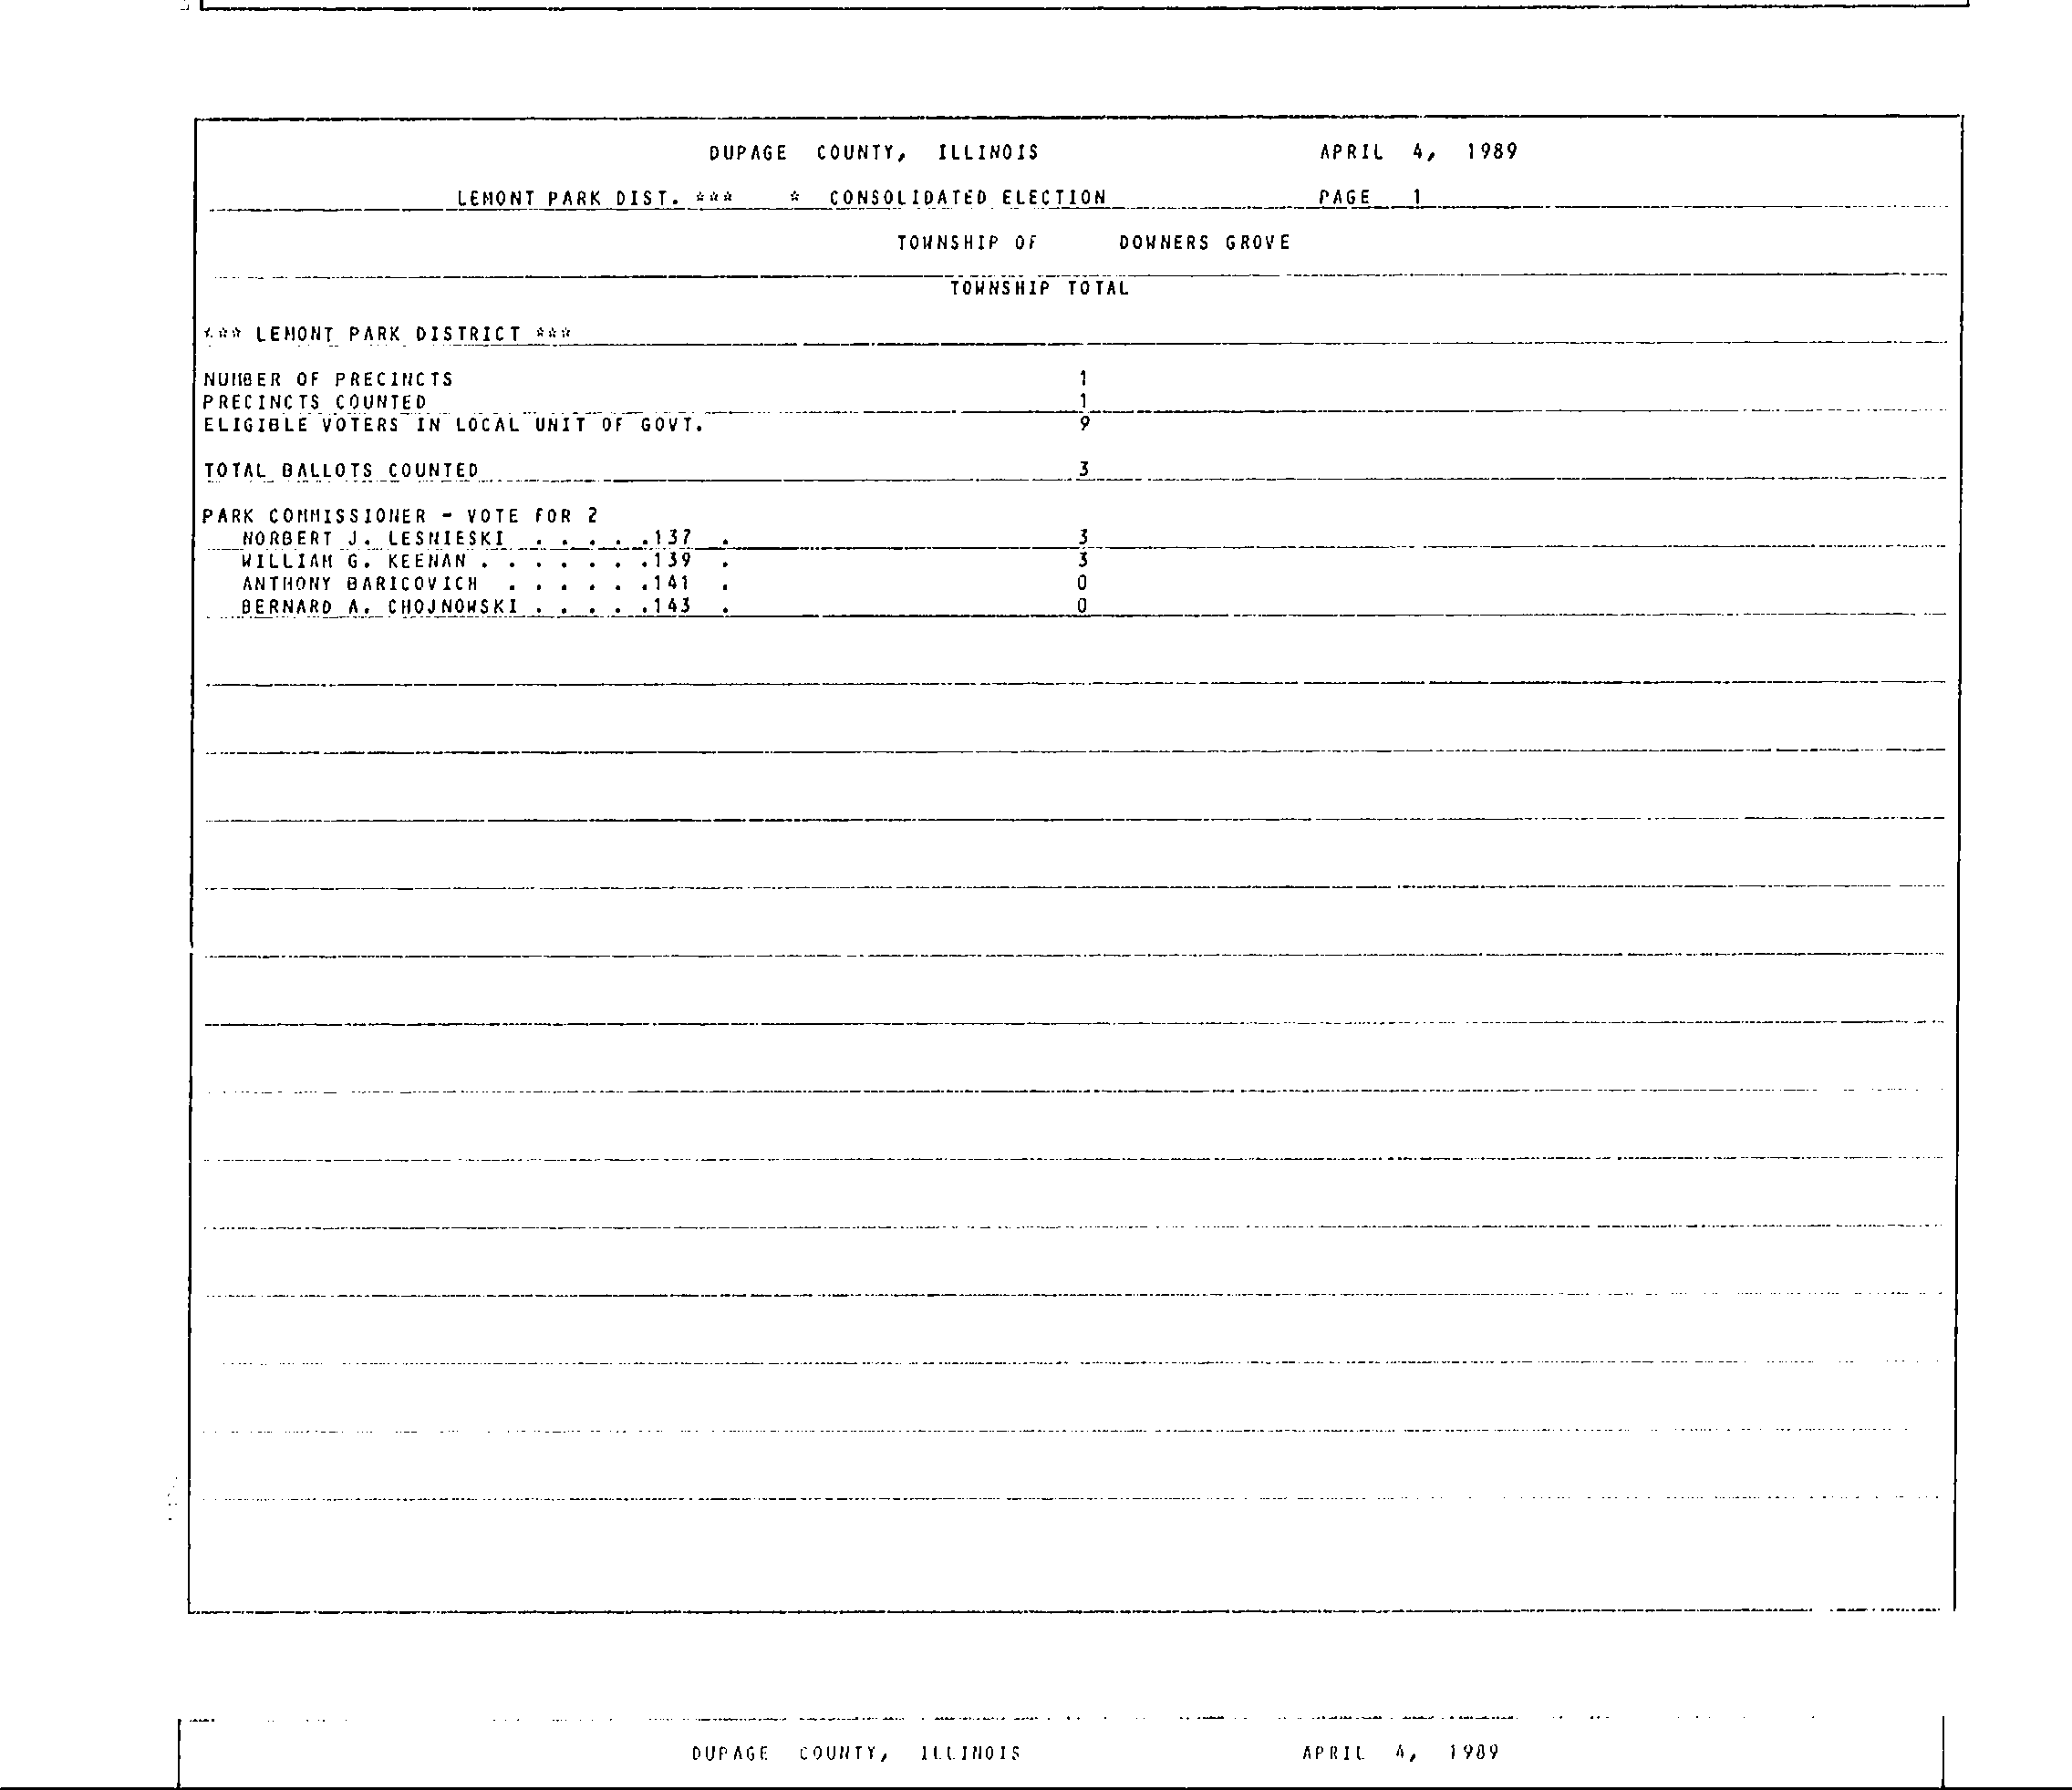 DUPAGE COUNTY, ILLINOIS APRIL 4, 1989
LEMONT PARK DIST. *** * CONSOLIDATED ELECTION PAGE 1
TOWNSHIP OF DOWNERS GROVE
TOWNSHIP TOTAL
*** LEMONT PARK DISTRICT ***
NUMBER OF PRECINCTS 1
PRECINCTS COUNTED 1
ELIGIBLE VOTERS IN LOCAL UNIT OF GOVT. 9
TOTAL BALLOTS COUNTED 3
PARK COMMISSIONER - VOTE FOR 2
NORBERT J. LESNIESKI . . . . .137 . 3
WILLIAM G. KEENAN . . . . . . .139 . 3
ANTHONY BARICOVICH . . . . . .141 . 0
BERNARD A. CHOJNOWSKI . . . . .143 . 0
DUPAGE COUNTY, ILLINOIS APRIL 4, 1989